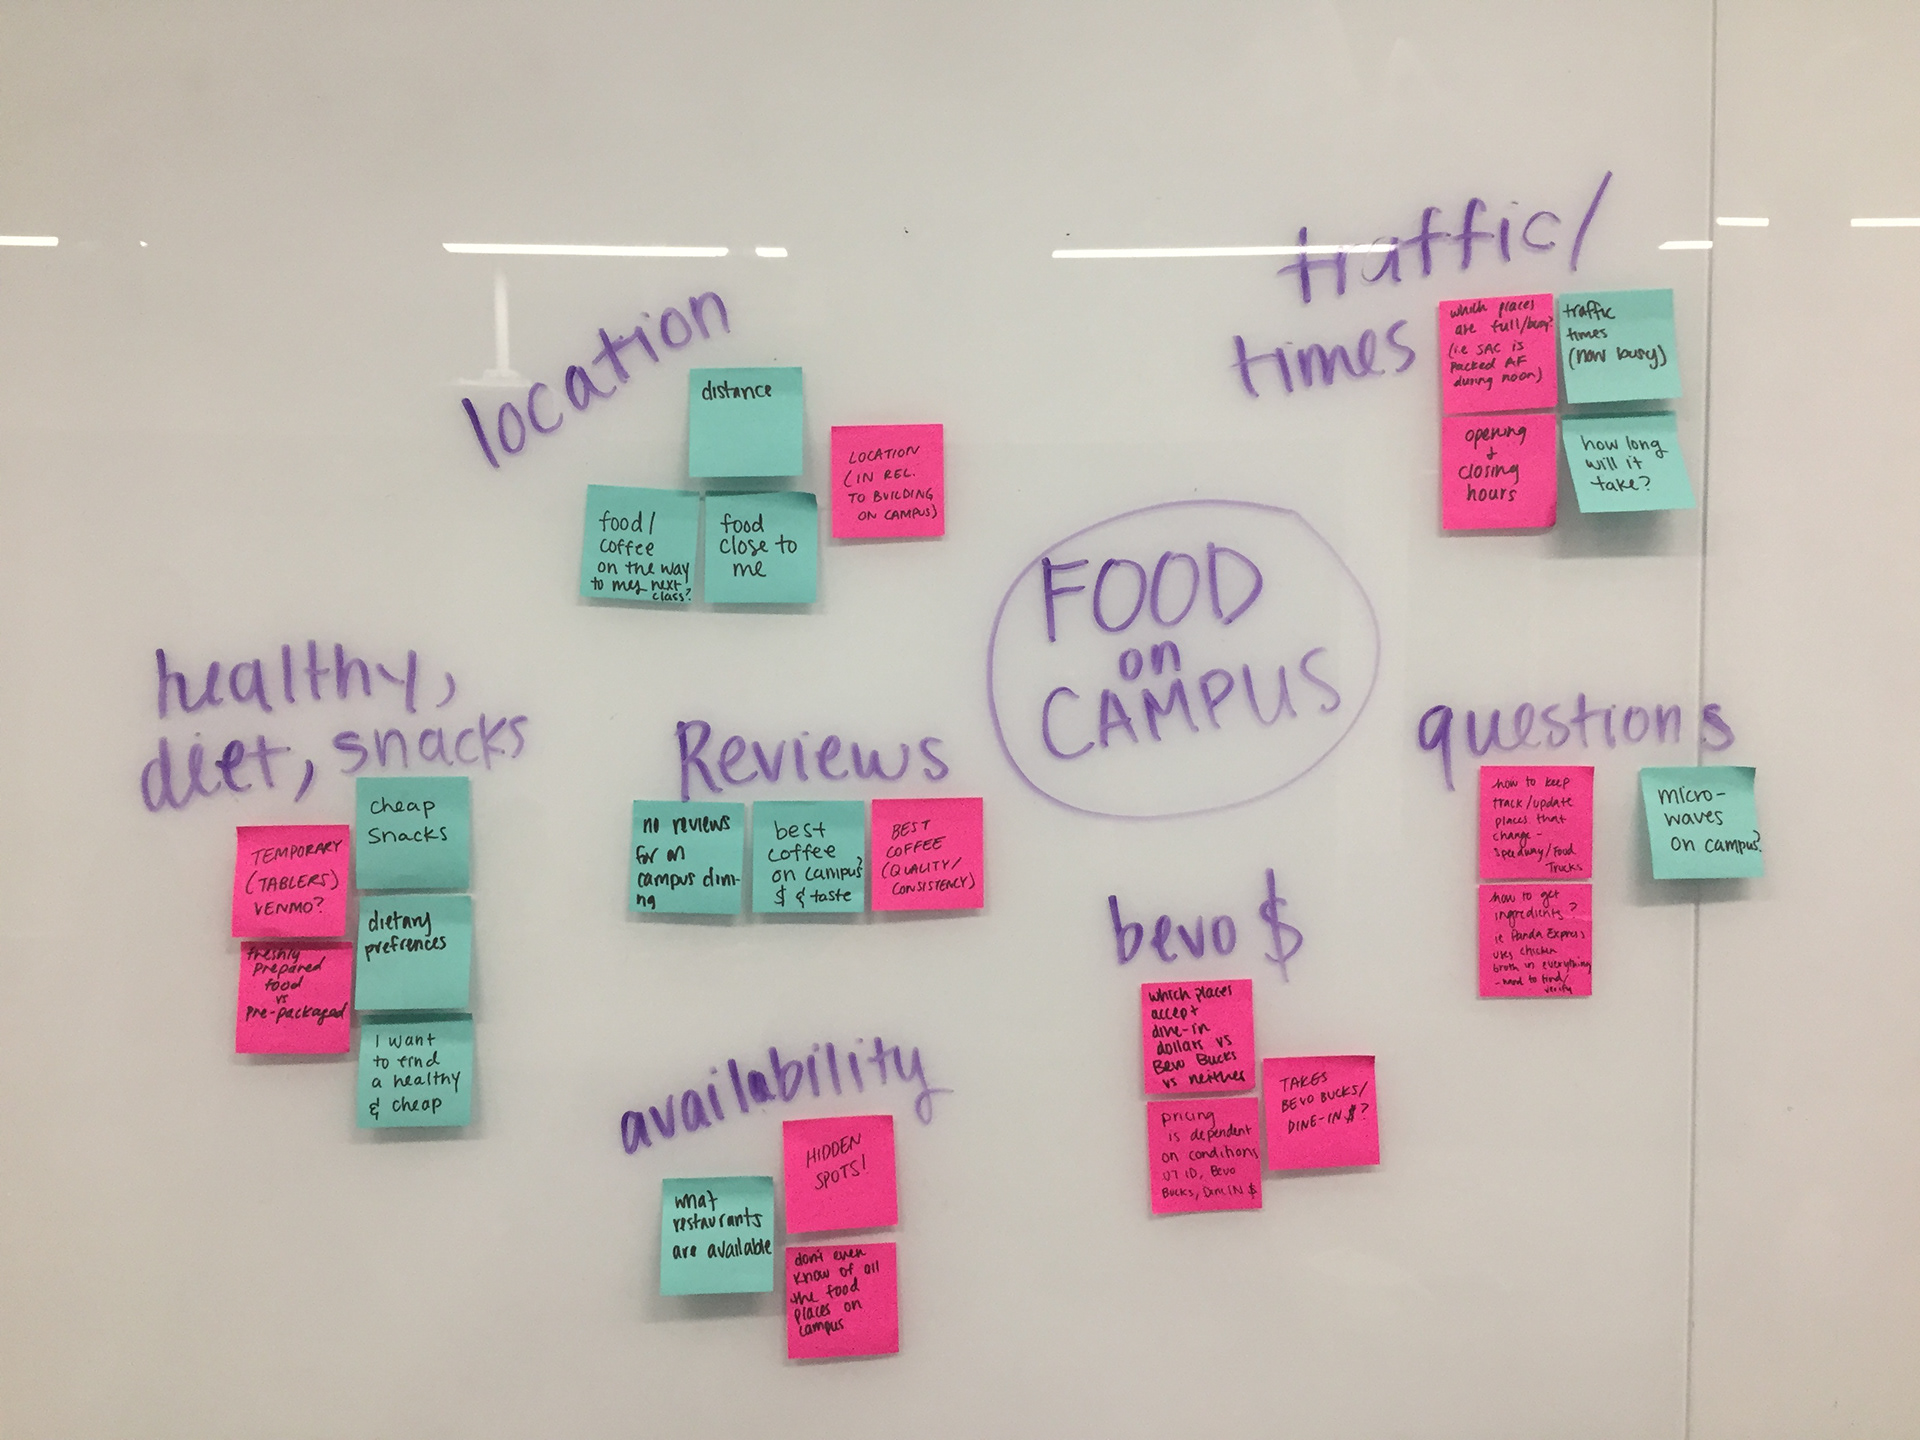 location
distance
food/
coffee
on the way
to my next
class?
food
close to
me
LOCATION
(IN REL.
TO BUILDING
ON CAMPUS)
traffic/
times
which places
are full/busy?
(i.e SAC is
packed AF
during noon)
traffic
times
(how busy)
opening
+
closing
hours
how long
will it
take?
FOOD
on
CAMPUS
healthy,
diet, snacks
cheap
snacks
TEMPORARY
(TABLERS)
VENMO?
dietary
prefrences
freshly
prepared
food
vs
pre-packaged
I want
to find
a healthy
& cheap
Reviews
no reviews
for on
campus dini-
ng
best
coffee
on campus?
$ & taste
BEST
COFFEE
(QUALITY/
CONSISTENCY)
questions
how to keep
track/update
places that
change-
speedway/Food
Trucks
micro-
waves
on campus?
how to get
ingredients?
ie Panda Express
uses chicken
broth in everything
- hard to find/
verify
bevo $
which places
accept
dine-in
dollars vs
Bevo Bucks
vs neither
TAKES
BEVO BUCKS/
DINE-IN $?
pricing
is dependent
on conditions
UT ID, Bevo
Bucks, Dine IN $
availability
HIDDEN
SPOTS!
what
restaurants
are available
don't even
know of all
the food
places on
campus